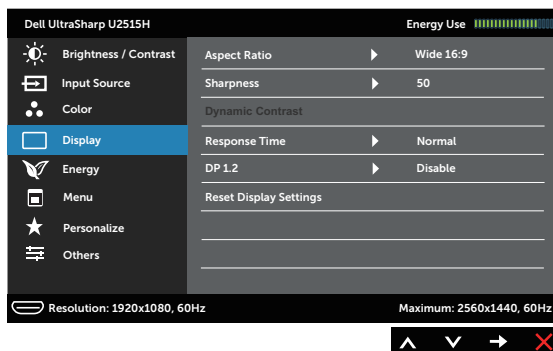 Dell UltraSharp U2515H Energy Use
Brightness / Contrast
Input Source
Color
Display
Energy
Menu
Personalize
Others
Aspect Ratio Wide 16:9
Sharpness 50
Dynamic Contrast
Response Time Normal
DP 1.2 Disable
Reset Display Settings
Resolution: 1920x1080, 60Hz Maximum: 2560x1440, 60Hz